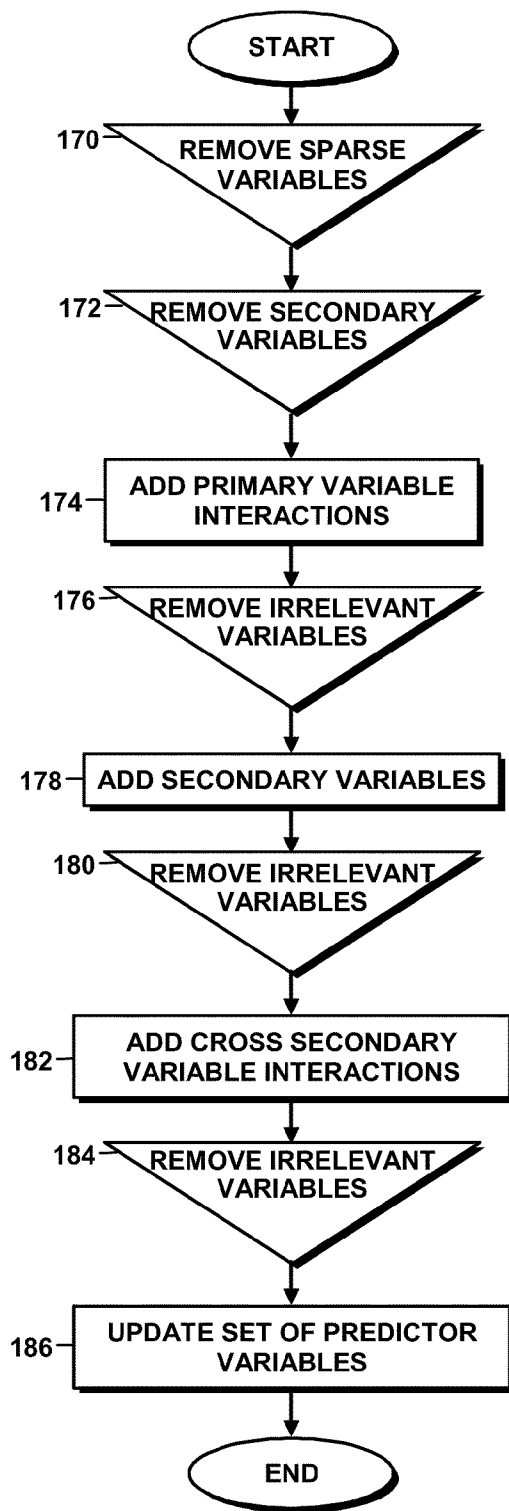 START
170
REMOVE SPARSE
VARIABLES
172
REMOVE SECONDARY
VARIABLES
174
ADD PRIMARY VARIABLE
INTERACTIONS
176
REMOVE IRRELEVANT
VARIABLES
178
ADD SECONDARY VARIABLES
180
REMOVE IRRELEVANT
VARIABLES
182
ADD CROSS SECONDARY
VARIABLE INTERACTIONS
184
REMOVE IRRELEVANT
VARIABLES
186
UPDATE SET OF PREDICTOR
VARIABLES
END